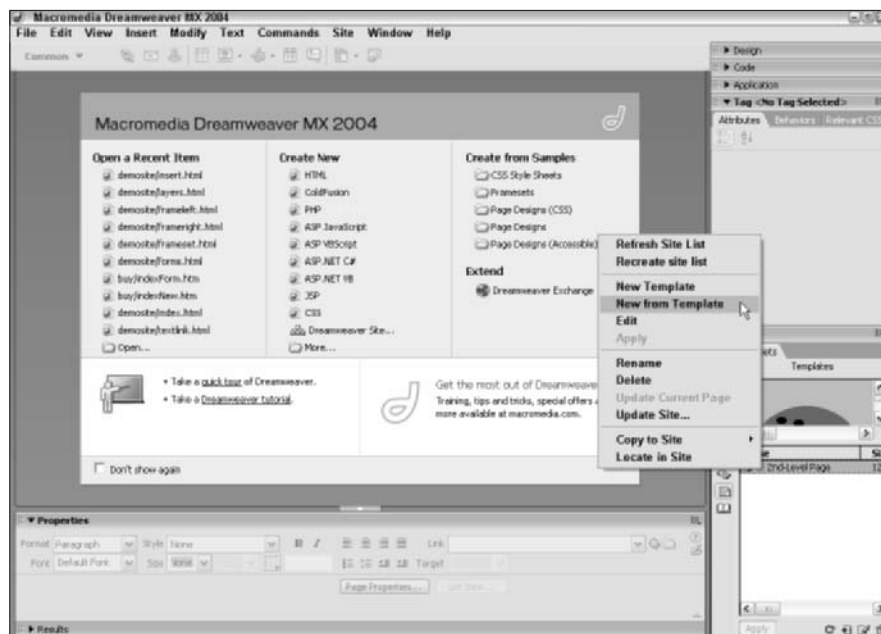 Macromedia Dreamweaver MX 2004
File Edit View Insert Modify Text Commands Site Window Help
Common
Design
Code
Application
Tag <No Tag Selected>
Attributes Behaviors Relevant CSS
Macromedia Dreamweaver MX 2004
Open a Recent Item
demosite/insert.html
demosite/layers.html
demosite/frameleft.html
demosite/frameright.html
demosite/frameset.html
demosite/forms.html
buy/indexForm.htm
buy/indexNew.htm
demosite/index.html
demosite/textlink.html
Open...
Create New
HTML
ColdFusion
PHP
ASP JavaScript
ASP VBScript
ASP.NET C#
ASP.NET VB
JSP
CSS
Dreamweaver Site...
More...
Create from Samples
CSS Style Sheets
Framesets
Page Designs (CSS)
Page Designs
Page Designs (Accessible)
Extend
Dreamweaver Exchange
Refresh Site List
Recreate site list
New Template
New from Template
Edit
Apply
Rename
Delete
Update Current Page
Update Site...
Copy to Site
Locate in Site
• Take a quick tour of Dreamweaver.
• Take a Dreamweaver tutorial.
Get the most out of Dreamweaver
Training, tips and tricks, special offers
more available at macromedia.com.
Don't show again
Templates
2nd-Level Page
Properties
Format Paragraph Style None B I Link
Font Default Font Size None Target
Page Properties...
Results
Apply